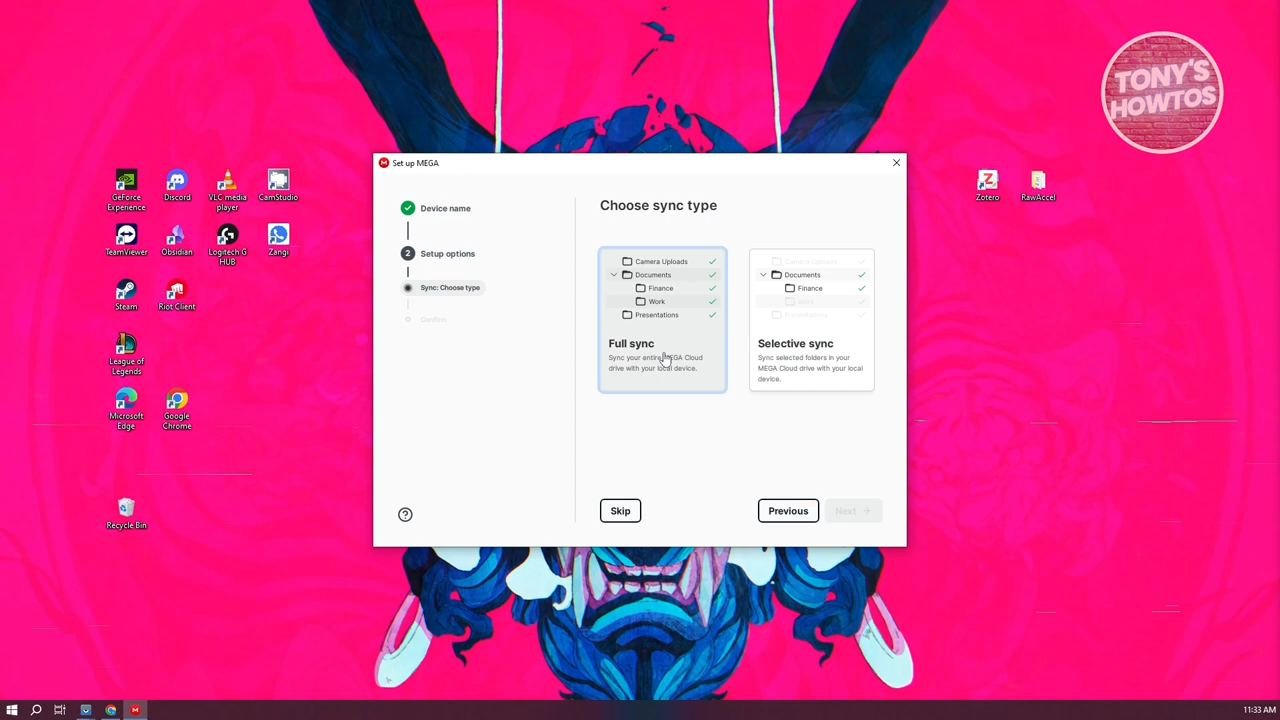 TONY'S
HOWTOS
Set up MEGA
GeForce
Experience
Discord
VLC media
player
CamStudio
Zotero
RawAccel
TeamViewer
Obsidian
Logitech G
HUB
Zangi
Steam
Riot Client
League of
Legends
Microsoft
Edge
Google
Chrome
Recycle Bin
Device name
2
Setup options
Sync: Choose type
Confirm
Choose sync type
Camera Uploads
Documents
Finance
Work
Presentations
Full sync
Sync your entire MEGA Cloud
drive with your local device.
Camera Uploads
Documents
Finance
Work
Presentations
Selective sync
Sync selected folders in your
MEGA Cloud drive with your local
device.
Skip
Previous
Next
11:33 AM